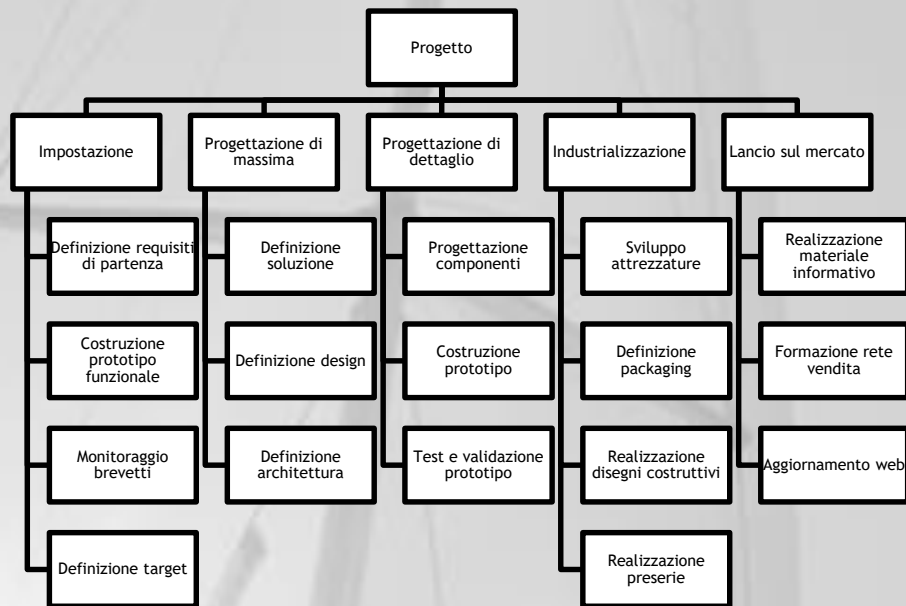 Progetto
Impostazione
Progettazione di
massima
Progettazione di
dettaglio
Industrializzazione
Lancio sul mercato
Definizione requisiti
di partenza
Costruzione
prototipo
funzionale
Monitoraggio
brevetti
Definizione target
Definizione
soluzione
Definizione design
Definizione
architettura
Progettazione
componenti
Costruzione
prototipo
Test e validazione
prototipo
Sviluppo
attrezzature
Definizione
packaging
Realizzazione
disegni costruttivi
Realizzazione
preserie
Realizzazione
materiale
informativo
Formazione rete
vendita
Aggiornamento web